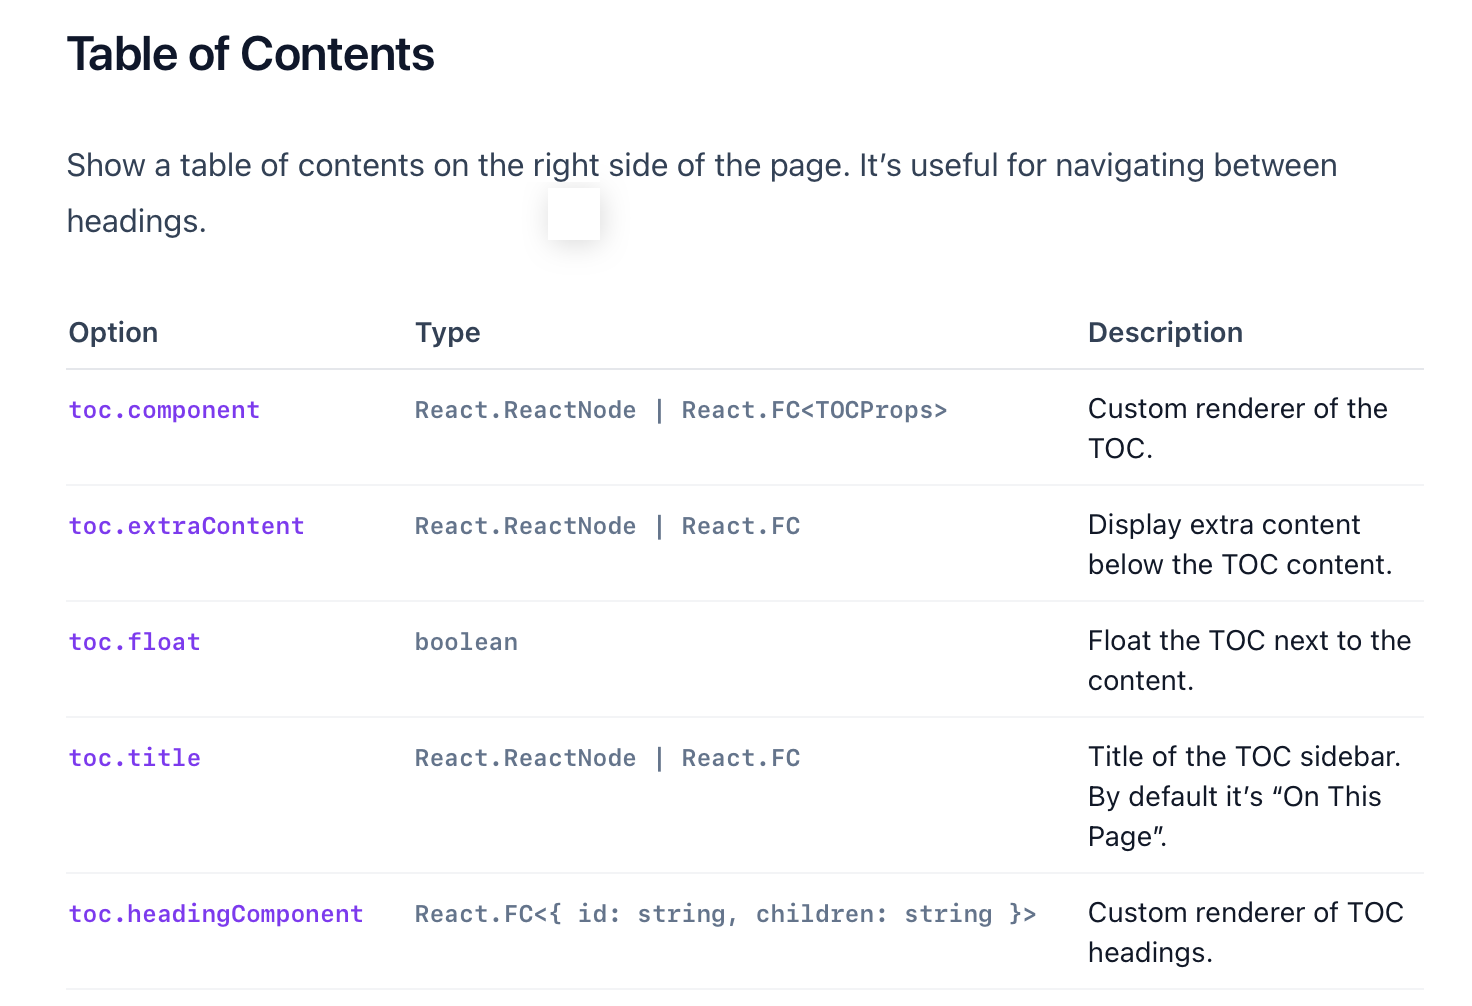 Table of Contents
Show a table of contents on the right side of the page. It’s useful for navigating between
headings.
Option Type Description
toc.component React.ReactNode | React.FC<TOCProps> Custom renderer of the
TOC.
toc.extraContent React.ReactNode | React.FC Display extra content
below the TOC content.
toc.float boolean Float the TOC next to the
content.
toc.title React.ReactNode | React.FC Title of the TOC sidebar.
By default it’s “On This
Page”.
toc.headingComponent React.FC<{ id: string, children: string }> Custom renderer of TOC
headings.